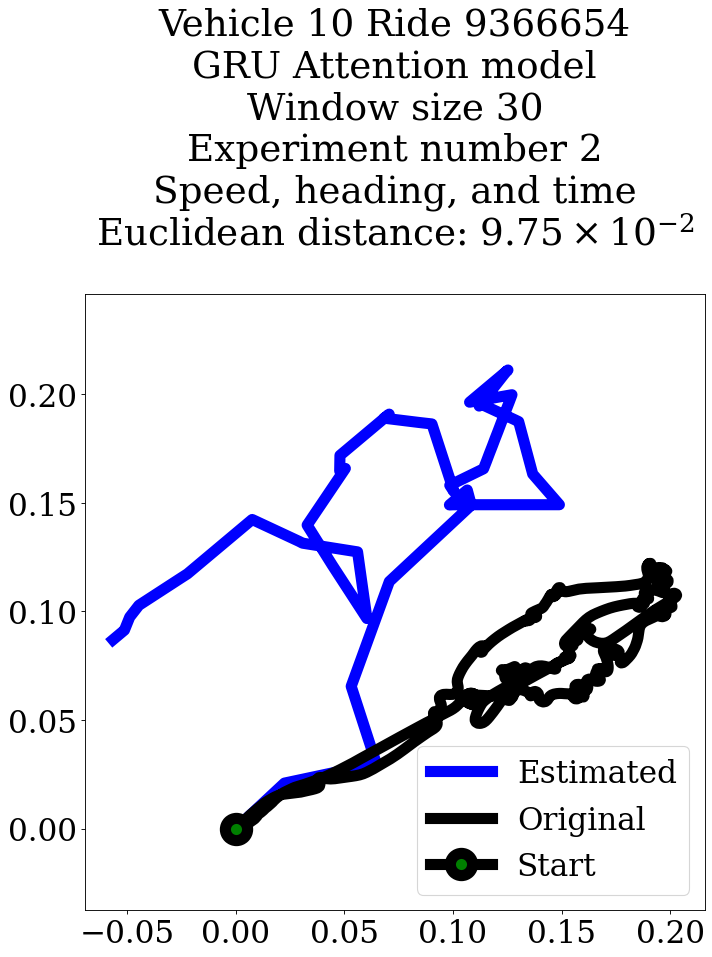 Vehicle 10 Ride 9366654
GRU Attention model
Window size 30
Experiment number 2
Speed, heading, and time
Euclidean distance: 9.75 × 10⁻²
0.20
0.15
0.10
0.05
0.00
Estimated
Original
Start
−0.05 0.00 0.05 0.10 0.15 0.20